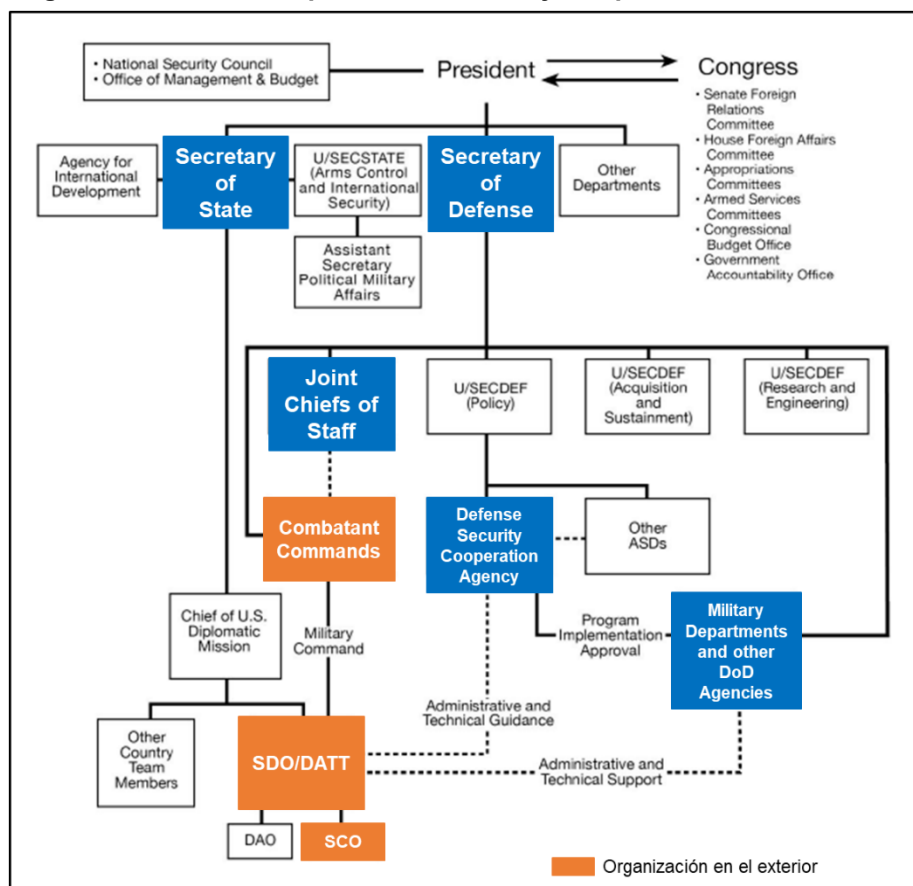 • National Security Council
• Office of Management & Budget
President
Congress
• Senate Foreign
Relations
Committee
• House Foreign Affairs
Committee
• Appropriations
Committees
• Armed Services
Committees
• Congressional
Budget Office
• Government
Accountability Office
Agency for
International
Development
Secretary
of
State
U/SECSTATE
(Arms Control
and International
Security)
Secretary
of
Defense
Other
Departments
Assistant
Secretary
Political Military
Affairs
Joint
Chiefs of
Staff
U/SECDEF
(Policy)
U/SECDEF
(Acquisition
and
Sustainment)
U/SECDEF
(Research and
Engineering)
Combatant
Commands
Defense
Security
Cooperation
Agency
Other
ASDs
Chief of U.S.
Diplomatic
Mission
Military
Command
Program
Implementation
Approval
Military
Departments
and other
DoD
Agencies
Administrative and
Technical Guidance
Other
Country
Team
Members
SDO/DATT
Administrative and
Technical Support
DAO
SCO
Organización en el exterior